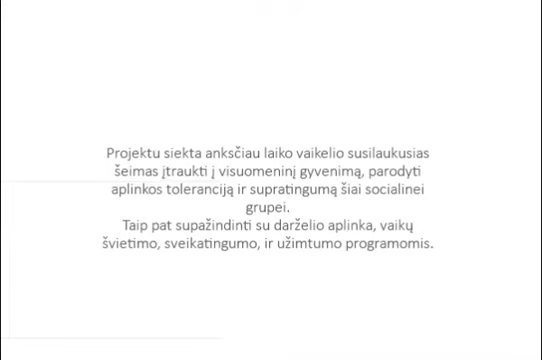 Projektu siekta anksčiau laiko vaikelio susilaukusias
šeimas įtraukti į visuomeninį gyvenimą, parodyti
aplinkos toleranciją ir supratingumą šiai socialinei
grupei.
Taip pat supažindinti su darželio aplinka, vaikų
švietimo, sveikatingumo, ir užimtumo programomis.